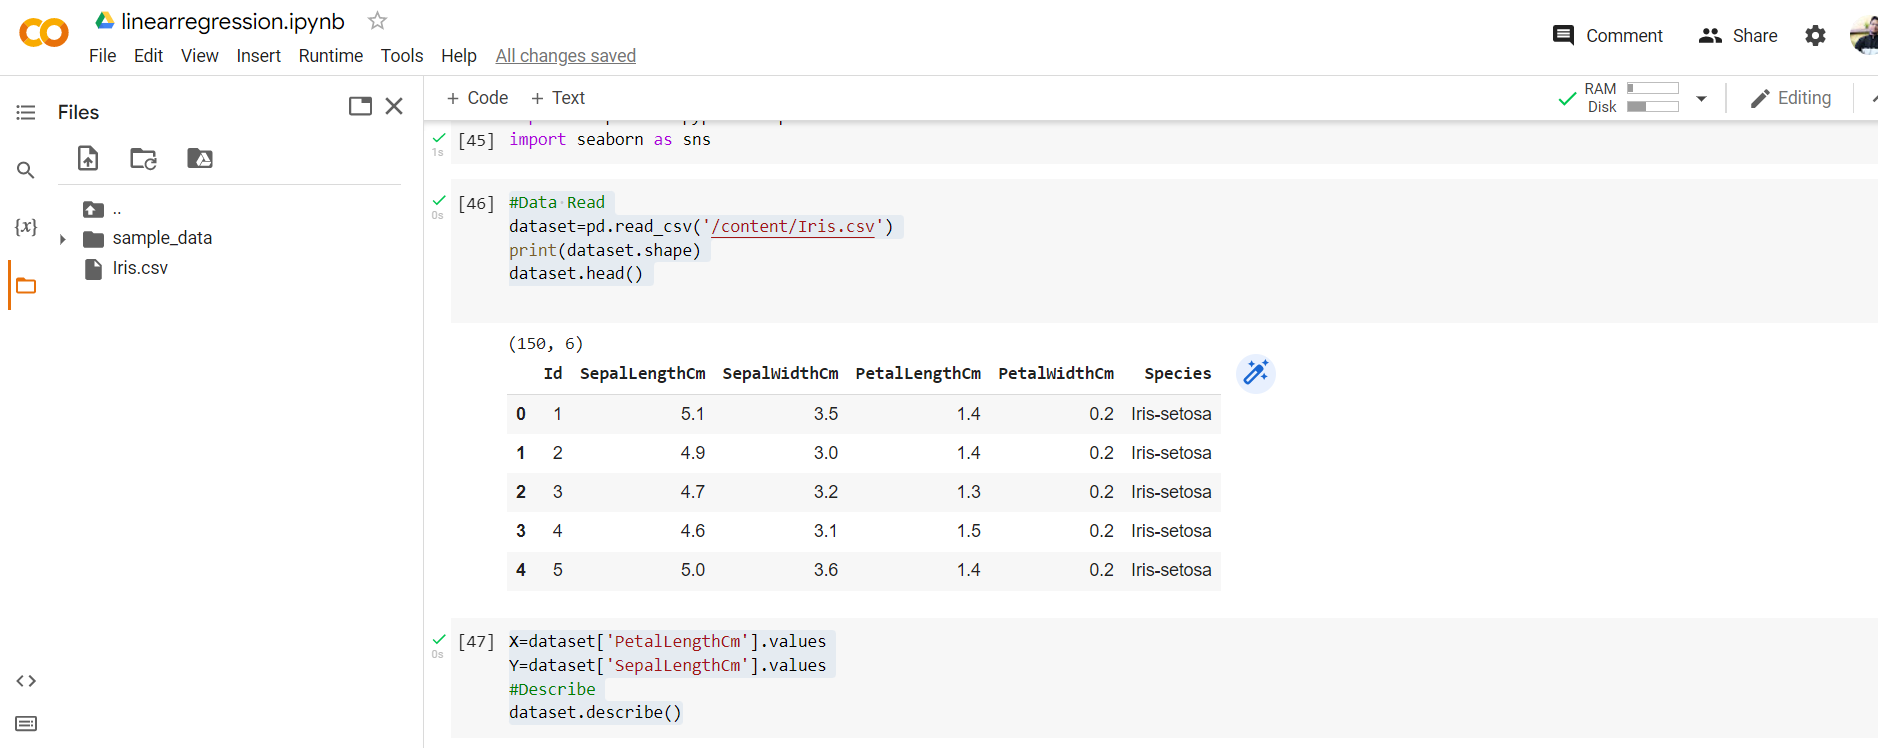 linearregression.ipynb
File Edit View Insert Runtime Tools Help All changes saved
Comment Share
Files
+ Code + Text
RAM
Disk
Editing
[45] import seaborn as sns
1s
{x}
..
sample_data
Iris.csv
[46] #Data Read
0s
dataset=pd.read_csv('/content/Iris.csv')
print(dataset.shape)
dataset.head()
(150, 6)
Id SepalLengthCm SepalWidthCm PetalLengthCm PetalWidthCm Species
0 1 5.1 3.5 1.4 0.2 Iris-setosa
1 2 4.9 3.0 1.4 0.2 Iris-setosa
2 3 4.7 3.2 1.3 0.2 Iris-setosa
3 4 4.6 3.1 1.5 0.2 Iris-setosa
4 5 5.0 3.6 1.4 0.2 Iris-setosa
[47] X=dataset['PetalLengthCm'].values
0s
Y=dataset['SepalLengthCm'].values
#Describe
dataset.describe()